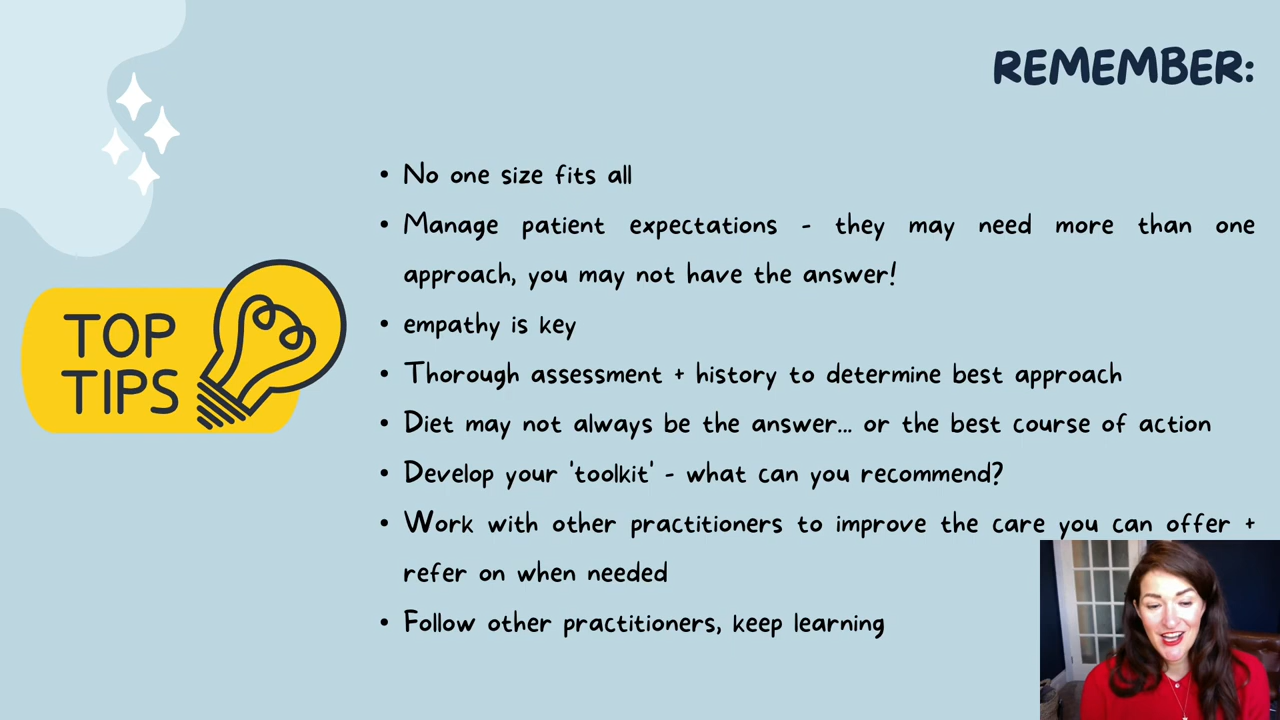 REMEMBER:
• No one size fits all
• Manage patient expectations - they may need more than one
approach, you may not have the answer!
• empathy is key
• Thorough assessment + history to determine best approach
• Diet may not always be the answer... or the best course of action
• Develop your 'toolkit' - what can you recommend?
• Work with other practitioners to improve the care you can offer +
refer on when needed
• Follow other practitioners, keep learning
TOP
TIPS